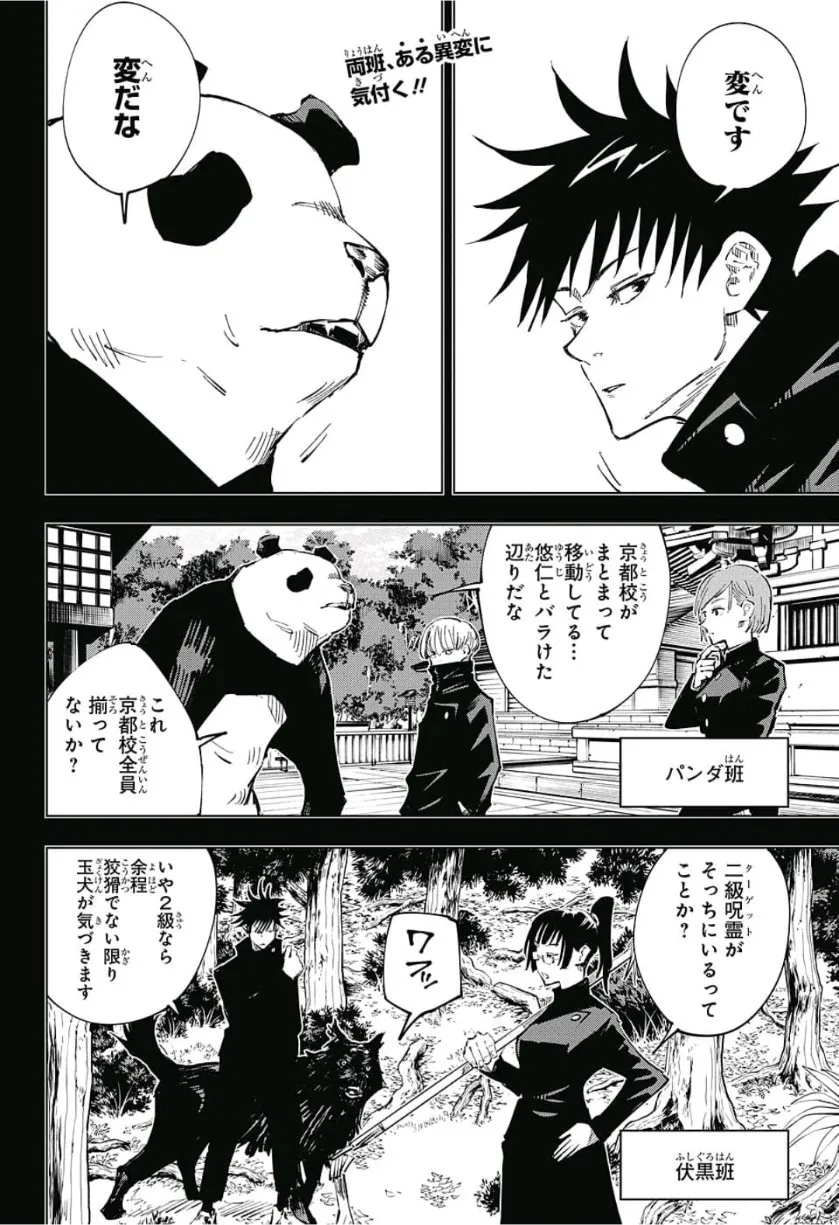 変です
両班、ある異変に
気付く!!
変だな
京都校が
まとまって
移動してる…
悠仁とバラけた
辺りだな
パンダ班
これ
京都校全員
揃って
ないか?
二級呪霊が
そっちにいるって
ことか?
ワフッ
いや2級なら
余程
狡猾でない限り
玉犬が気づきます
伏黒班